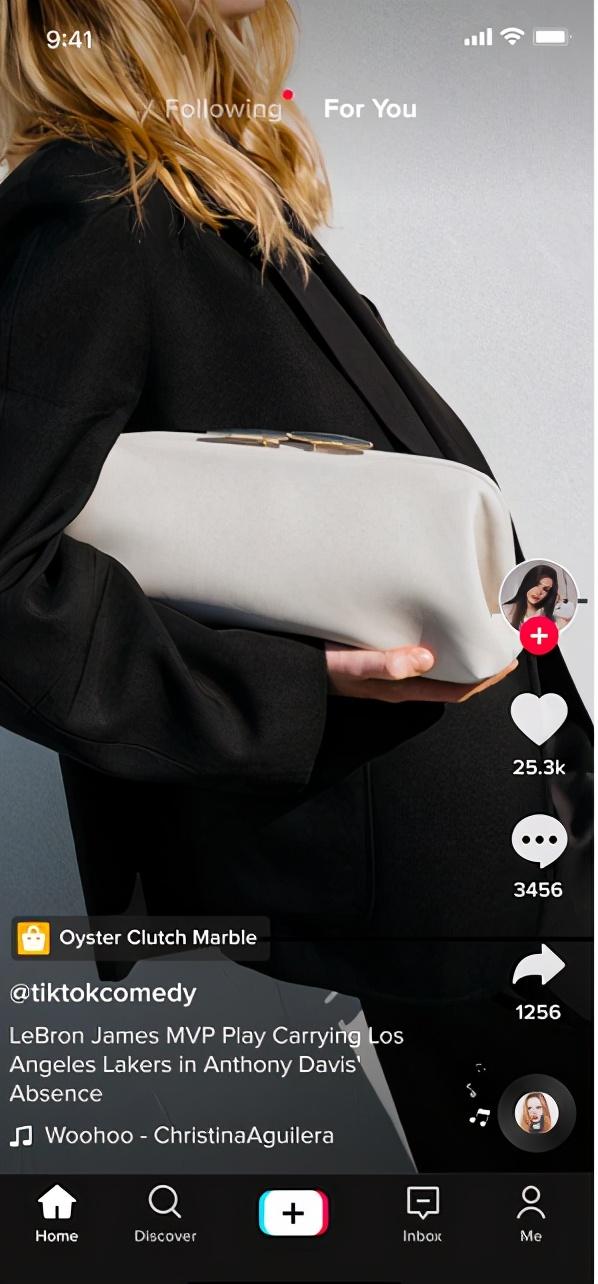 9:41
Following
For You
25.3k
3456
Oyster Clutch Marble
1256
@tiktokcomedy
LeBron James MVP Play Carrying Los
Angeles Lakers in Anthony Davis'
Absence
Woohoo - ChristinaAguilera
Home
Discover
Inbox
Me